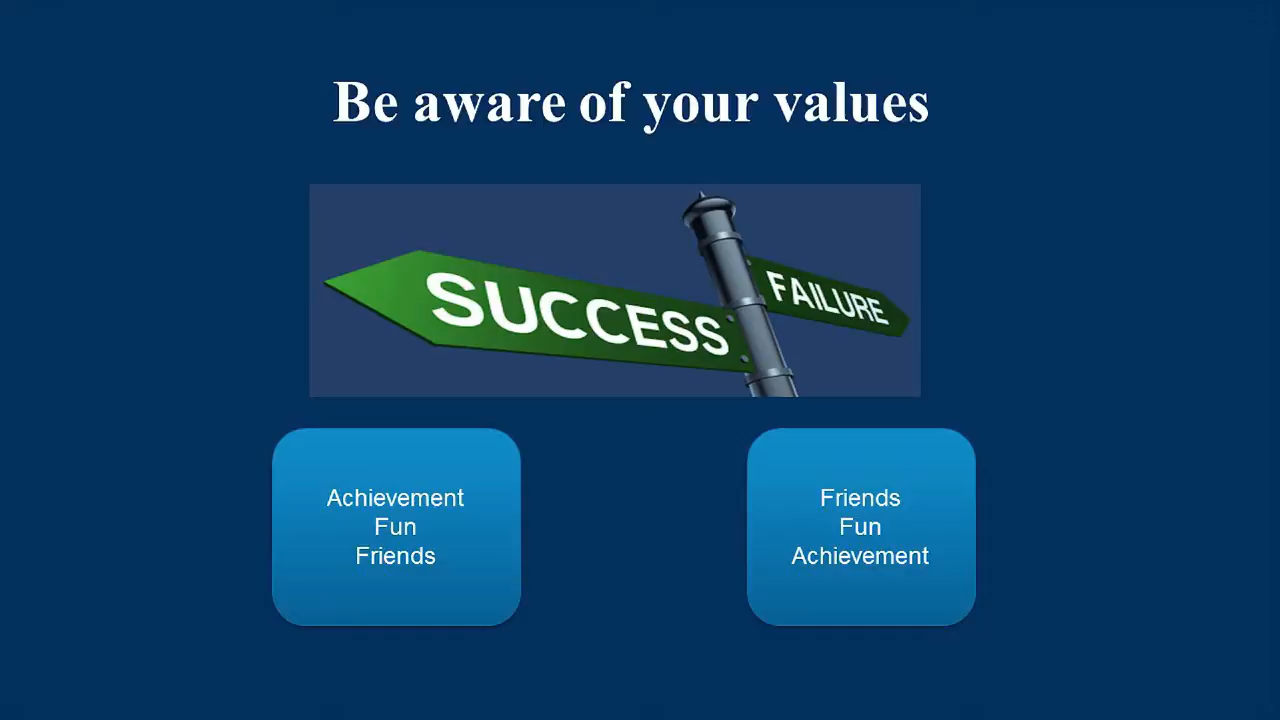 Be aware of your values
SUCCESS
FAILURE
Achievement
Fun
Friends
Friends
Fun
Achievement